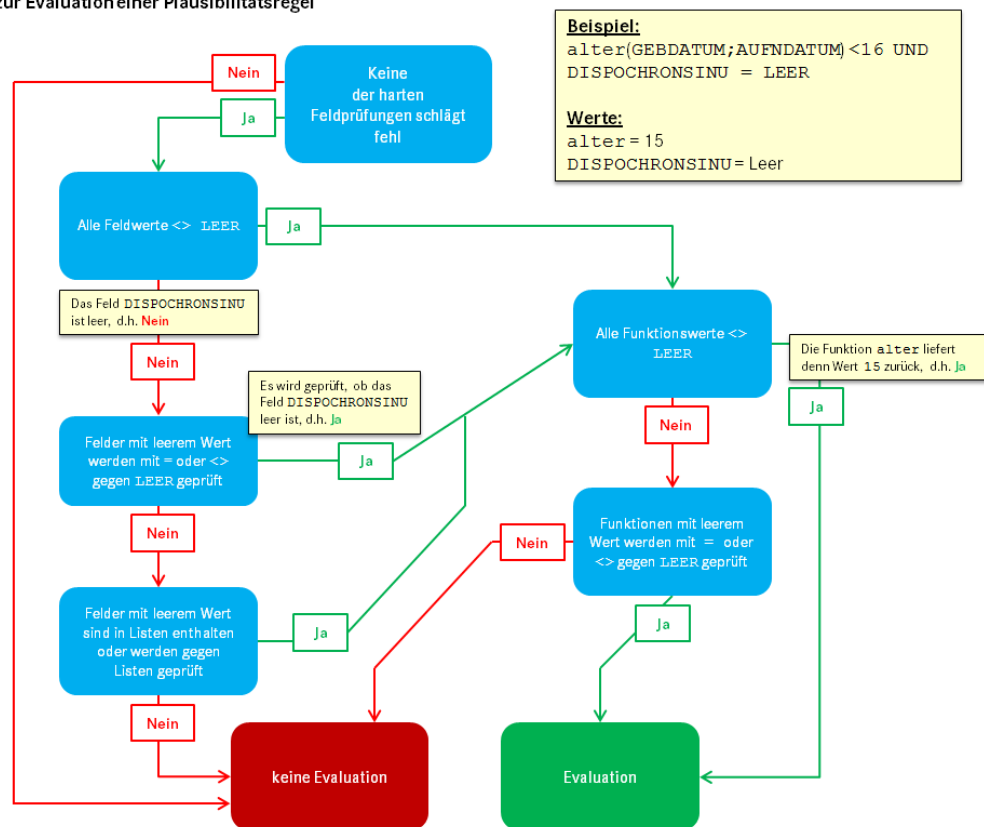 zur Evaluation einer Plausibilitätsregel
Beispiel:
alter(GEBDATUM;AUFNDATUM)<16 UND
DISPOCHRONSINU = LEER
Werte:
alter = 15
DISPOCHRONSINU = Leer
Nein
Keine
der harten
Feldprüfungen schlägt
fehl
Ja
Alle Feldwerte <> LEER
Ja
Das Feld DISPOCHRONSINU
ist leer, d.h. Nein
Nein
Alle Funktionswerte <>
LEER
Die Funktion alter liefert
denn Wert 15 zurück, d.h. Ja
Ja
Es wird geprüft, ob das
Feld DISPOCHRONSINU
leer ist, d.h. Ja
Nein
Felder mit leerem Wert
werden mit = oder <>
gegen LEER geprüft
Ja
Nein
Nein
Funktionen mit leerem
Wert werden mit = oder
<> gegen LEER geprüft
Felder mit leerem Wert
sind in Listen enthalten
oder werden gegen
Listen geprüft
Ja
Ja
Nein
keine Evaluation
Evaluation